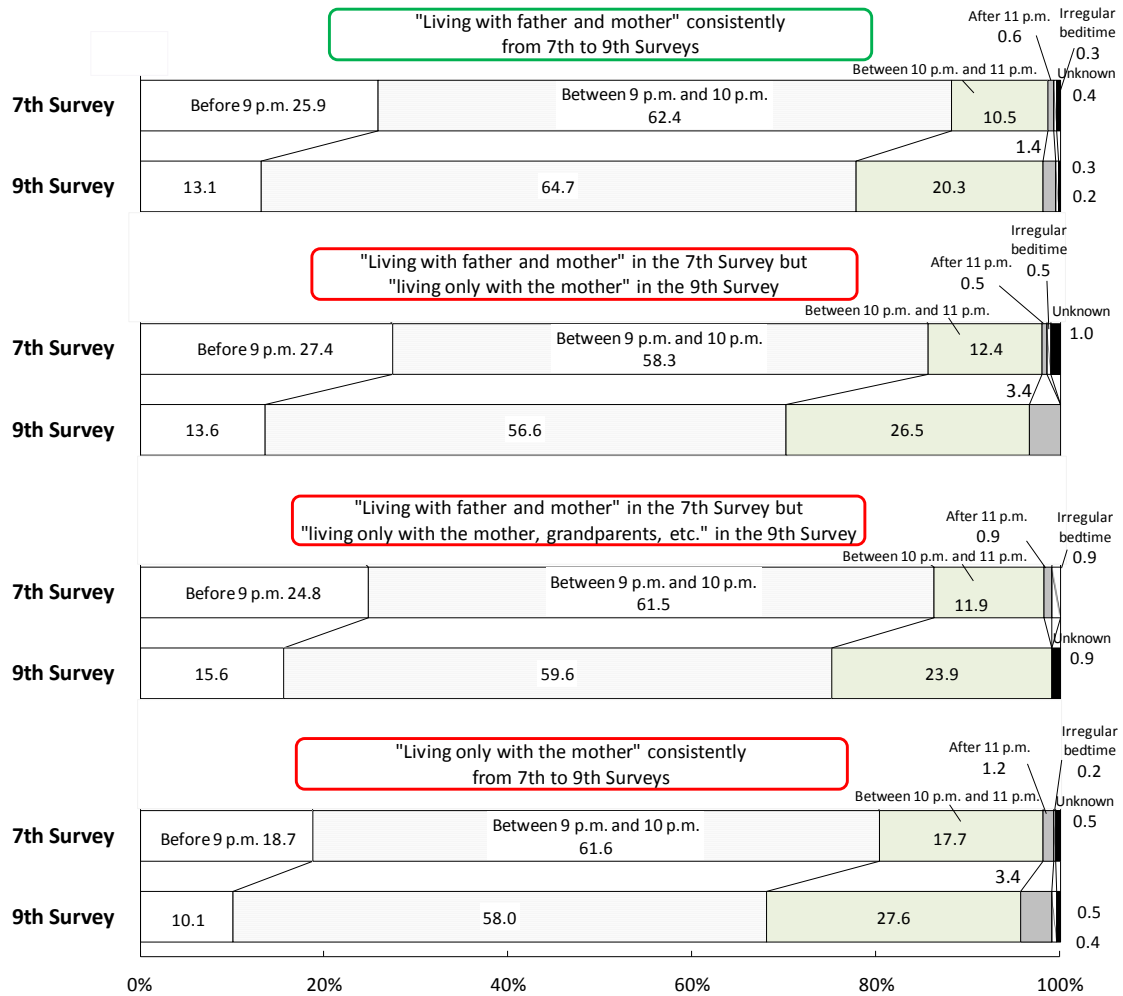 "Living with father and mother" consistently
from 7th to 9th Surveys
After 11 p.m.
0.6
Irregular
bedtime
0.3
Between 10 p.m. and 11 p.m.
Unknown
0.4
7th Survey
Before 9 p.m. 25.9
Between 9 p.m. and 10 p.m.
62.4
10.5
1.4
9th Survey
13.1
64.7
20.3
0.3
0.2
"Living with father and mother" in the 7th Survey but
"living only with the mother" in the 9th Survey
After 11 p.m.
0.5
Irregular
bedtime
0.5
Between 10 p.m. and 11 p.m.
Unknown
1.0
7th Survey
Before 9 p.m. 27.4
Between 9 p.m. and 10 p.m.
58.3
12.4
3.4
9th Survey
13.6
56.6
26.5
"Living with father and mother" in the 7th Survey but
"living only with the mother, grandparents, etc." in the 9th Survey
After 11 p.m.
0.9
Irregular
bedtime
0.9
Between 10 p.m. and 11 p.m.
7th Survey
Before 9 p.m. 24.8
Between 9 p.m. and 10 p.m.
61.5
11.9
Unknown
0.9
9th Survey
15.6
59.6
23.9
"Living only with the mother" consistently
from 7th to 9th Surveys
After 11 p.m.
1.2
Irregular
bedtime
0.2
Between 10 p.m. and 11 p.m.
Unknown
0.5
7th Survey
Before 9 p.m. 18.7
Between 9 p.m. and 10 p.m.
61.6
17.7
3.4
9th Survey
10.1
58.0
27.6
0.5
0.4
0%
20%
40%
60%
80%
100%